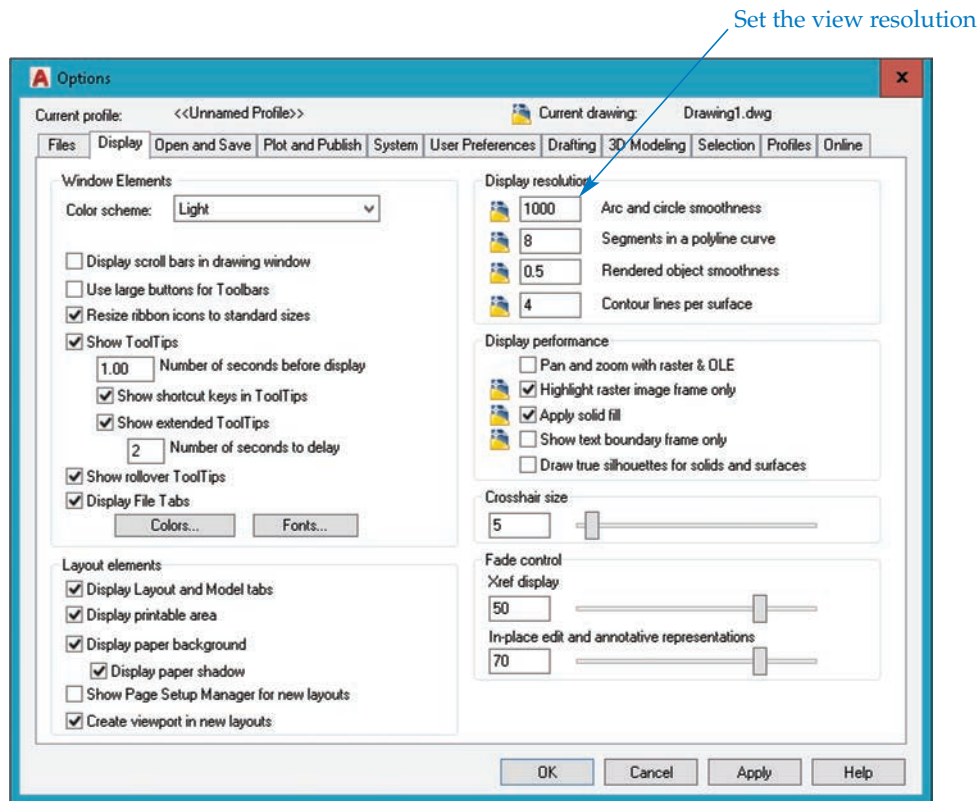 Set the view resolution
A Options x
Current profile: <<Unnamed Profile>> Current drawing: Drawing1.dwg
Files Display Open and Save Plot and Publish System User Preferences Drafting 3D Modeling Selection Profiles Online
Window Elements
Color scheme: Light
Display scroll bars in drawing window
Use large buttons for Toolbars
Resize ribbon icons to standard sizes
Show ToolTips
1.00 Number of seconds before display
Show shortcut keys in ToolTips
Show extended ToolTips
2 Number of seconds to delay
Show rollover ToolTips
Display File Tabs
Colors... Fonts...
Layout elements
Display Layout and Model tabs
Display printable area
Display paper background
Display paper shadow
Show Page Setup Manager for new layouts
Create viewport in new layouts
Display resolution
1000 Arc and circle smoothness
8 Segments in a polyline curve
0.5 Rendered object smoothness
4 Contour lines per surface
Display performance
Pan and zoom with raster & OLE
Highlight raster image frame only
Apply solid fill
Show text boundary frame only
Draw true silhouettes for solids and surfaces
Crosshair size
5
Fade control
Xref display
50
In-place edit and annotative representations
70
OK Cancel Apply Help